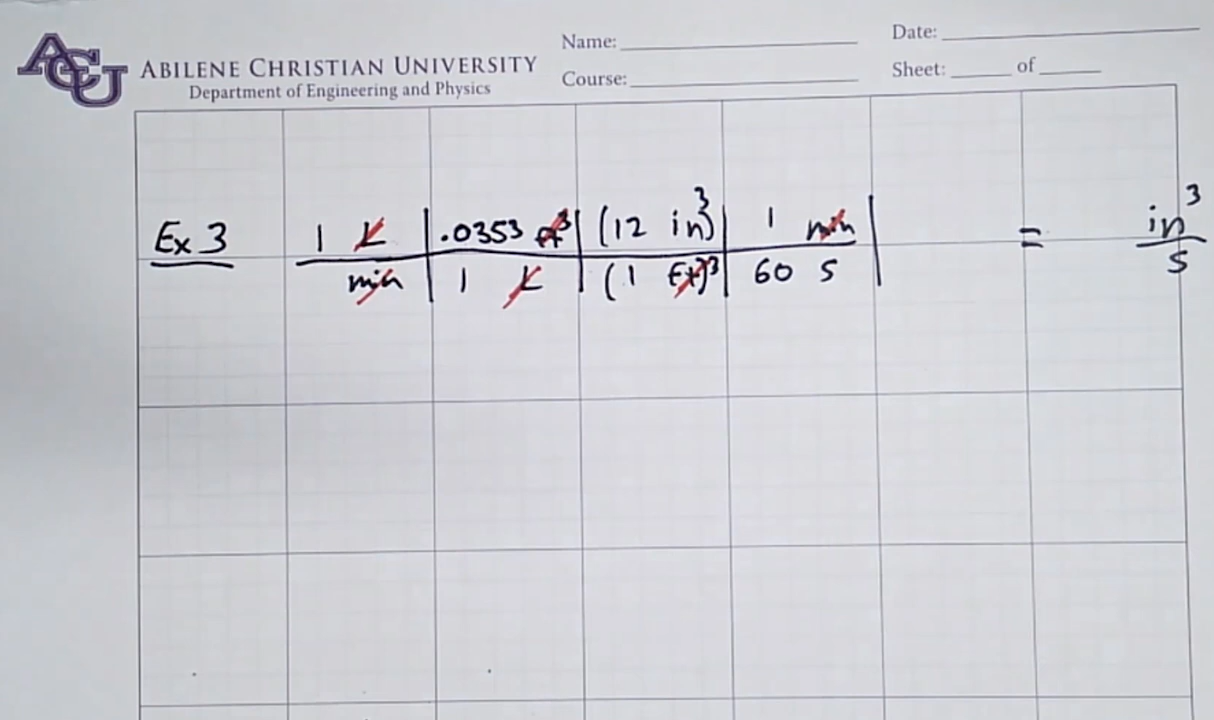 ACU
ABILENE CHRISTIAN UNIVERSITY
Department of Engineering and Physics
Name:
Course:
Date:
Sheet: of
Ex 3 1 L | .0353 ft³ | (12 in)³ | 1 min | = in³
min | 1 L | (1 ft)³ | 60 s | s